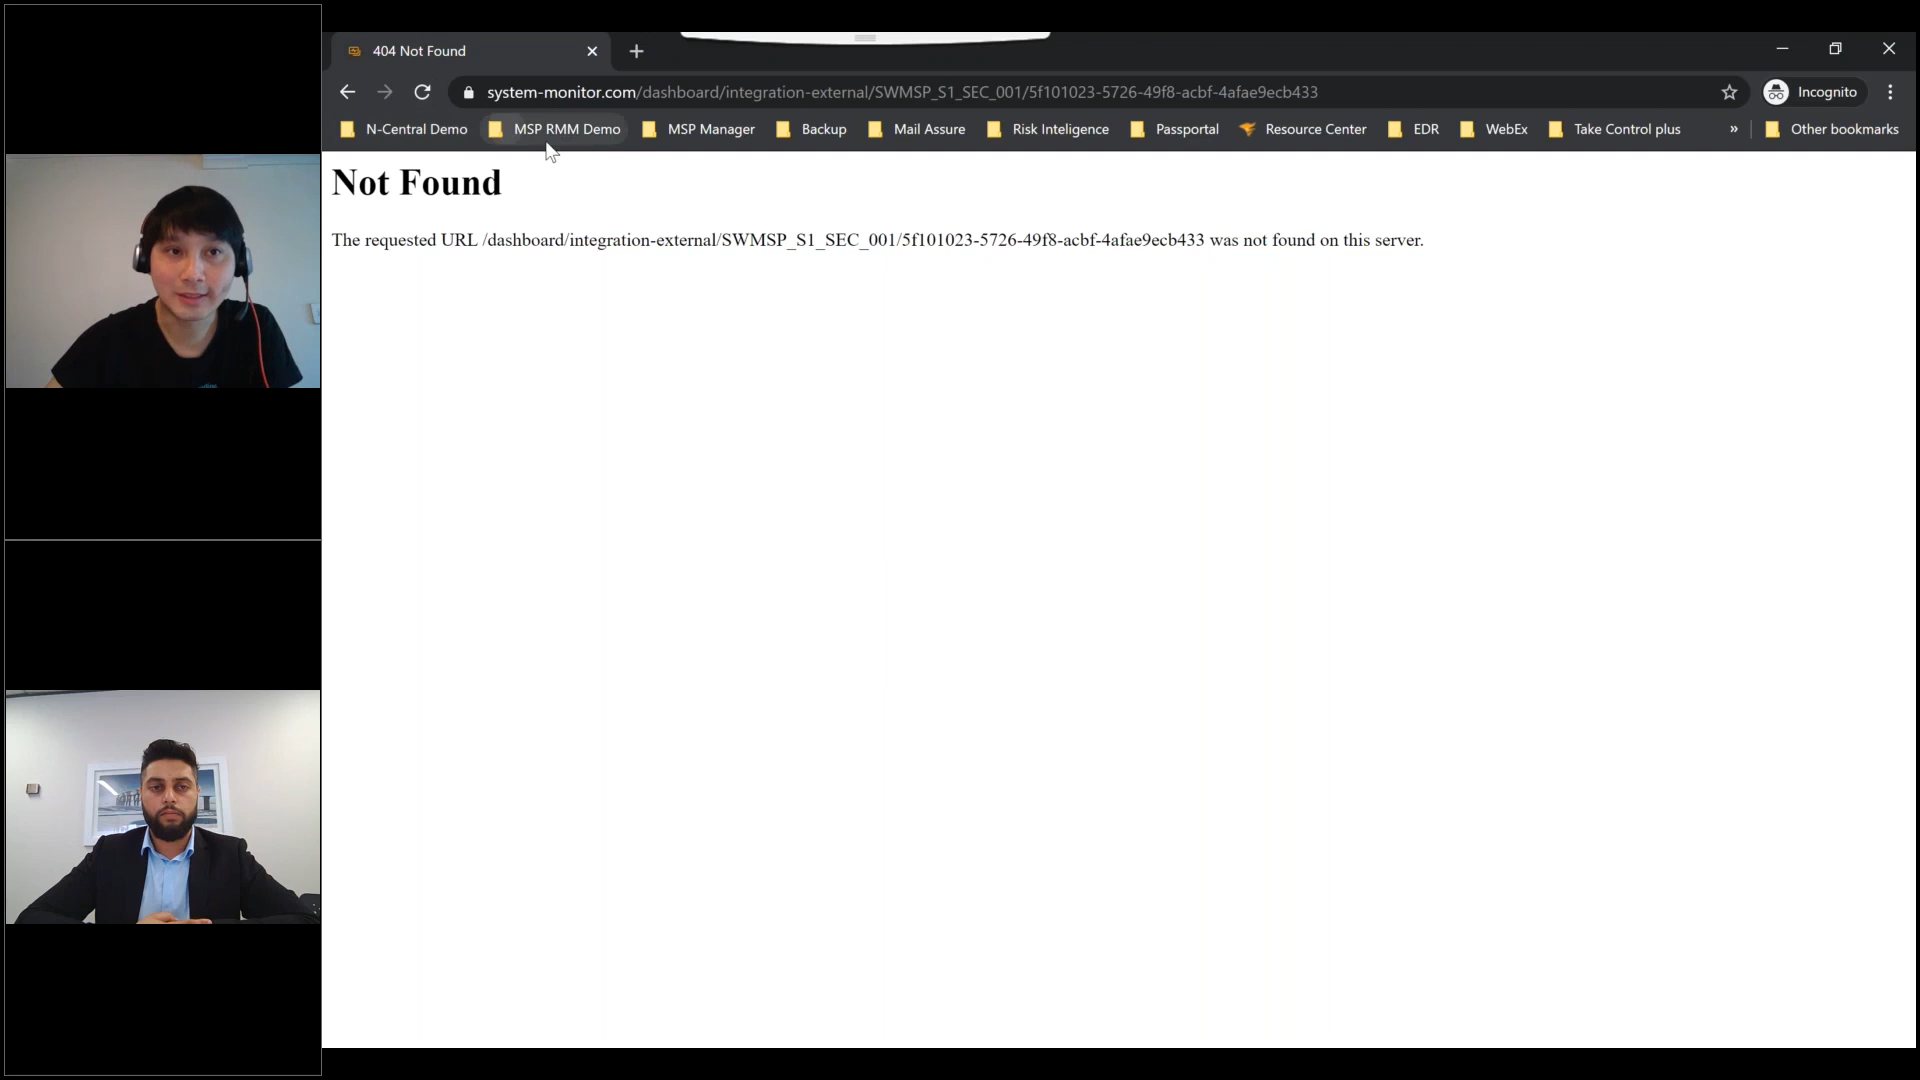 404 Not Found
system-monitor.com/dashboard/integration-external/SWMSP_S1_SEC_001/5f101023-5726-49f8-acbf-4afae9ecb433
Incognito
N-Central Demo MSP RMM Demo MSP Manager Backup Mail Assure Risk Inteligence Passportal Resource Center EDR WebEx Take Control plus » Other bookmarks
Not Found
The requested URL /dashboard/integration-external/SWMSP_S1_SEC_001/5f101023-5726-49f8-acbf-4afae9ecb433 was not found on this server.